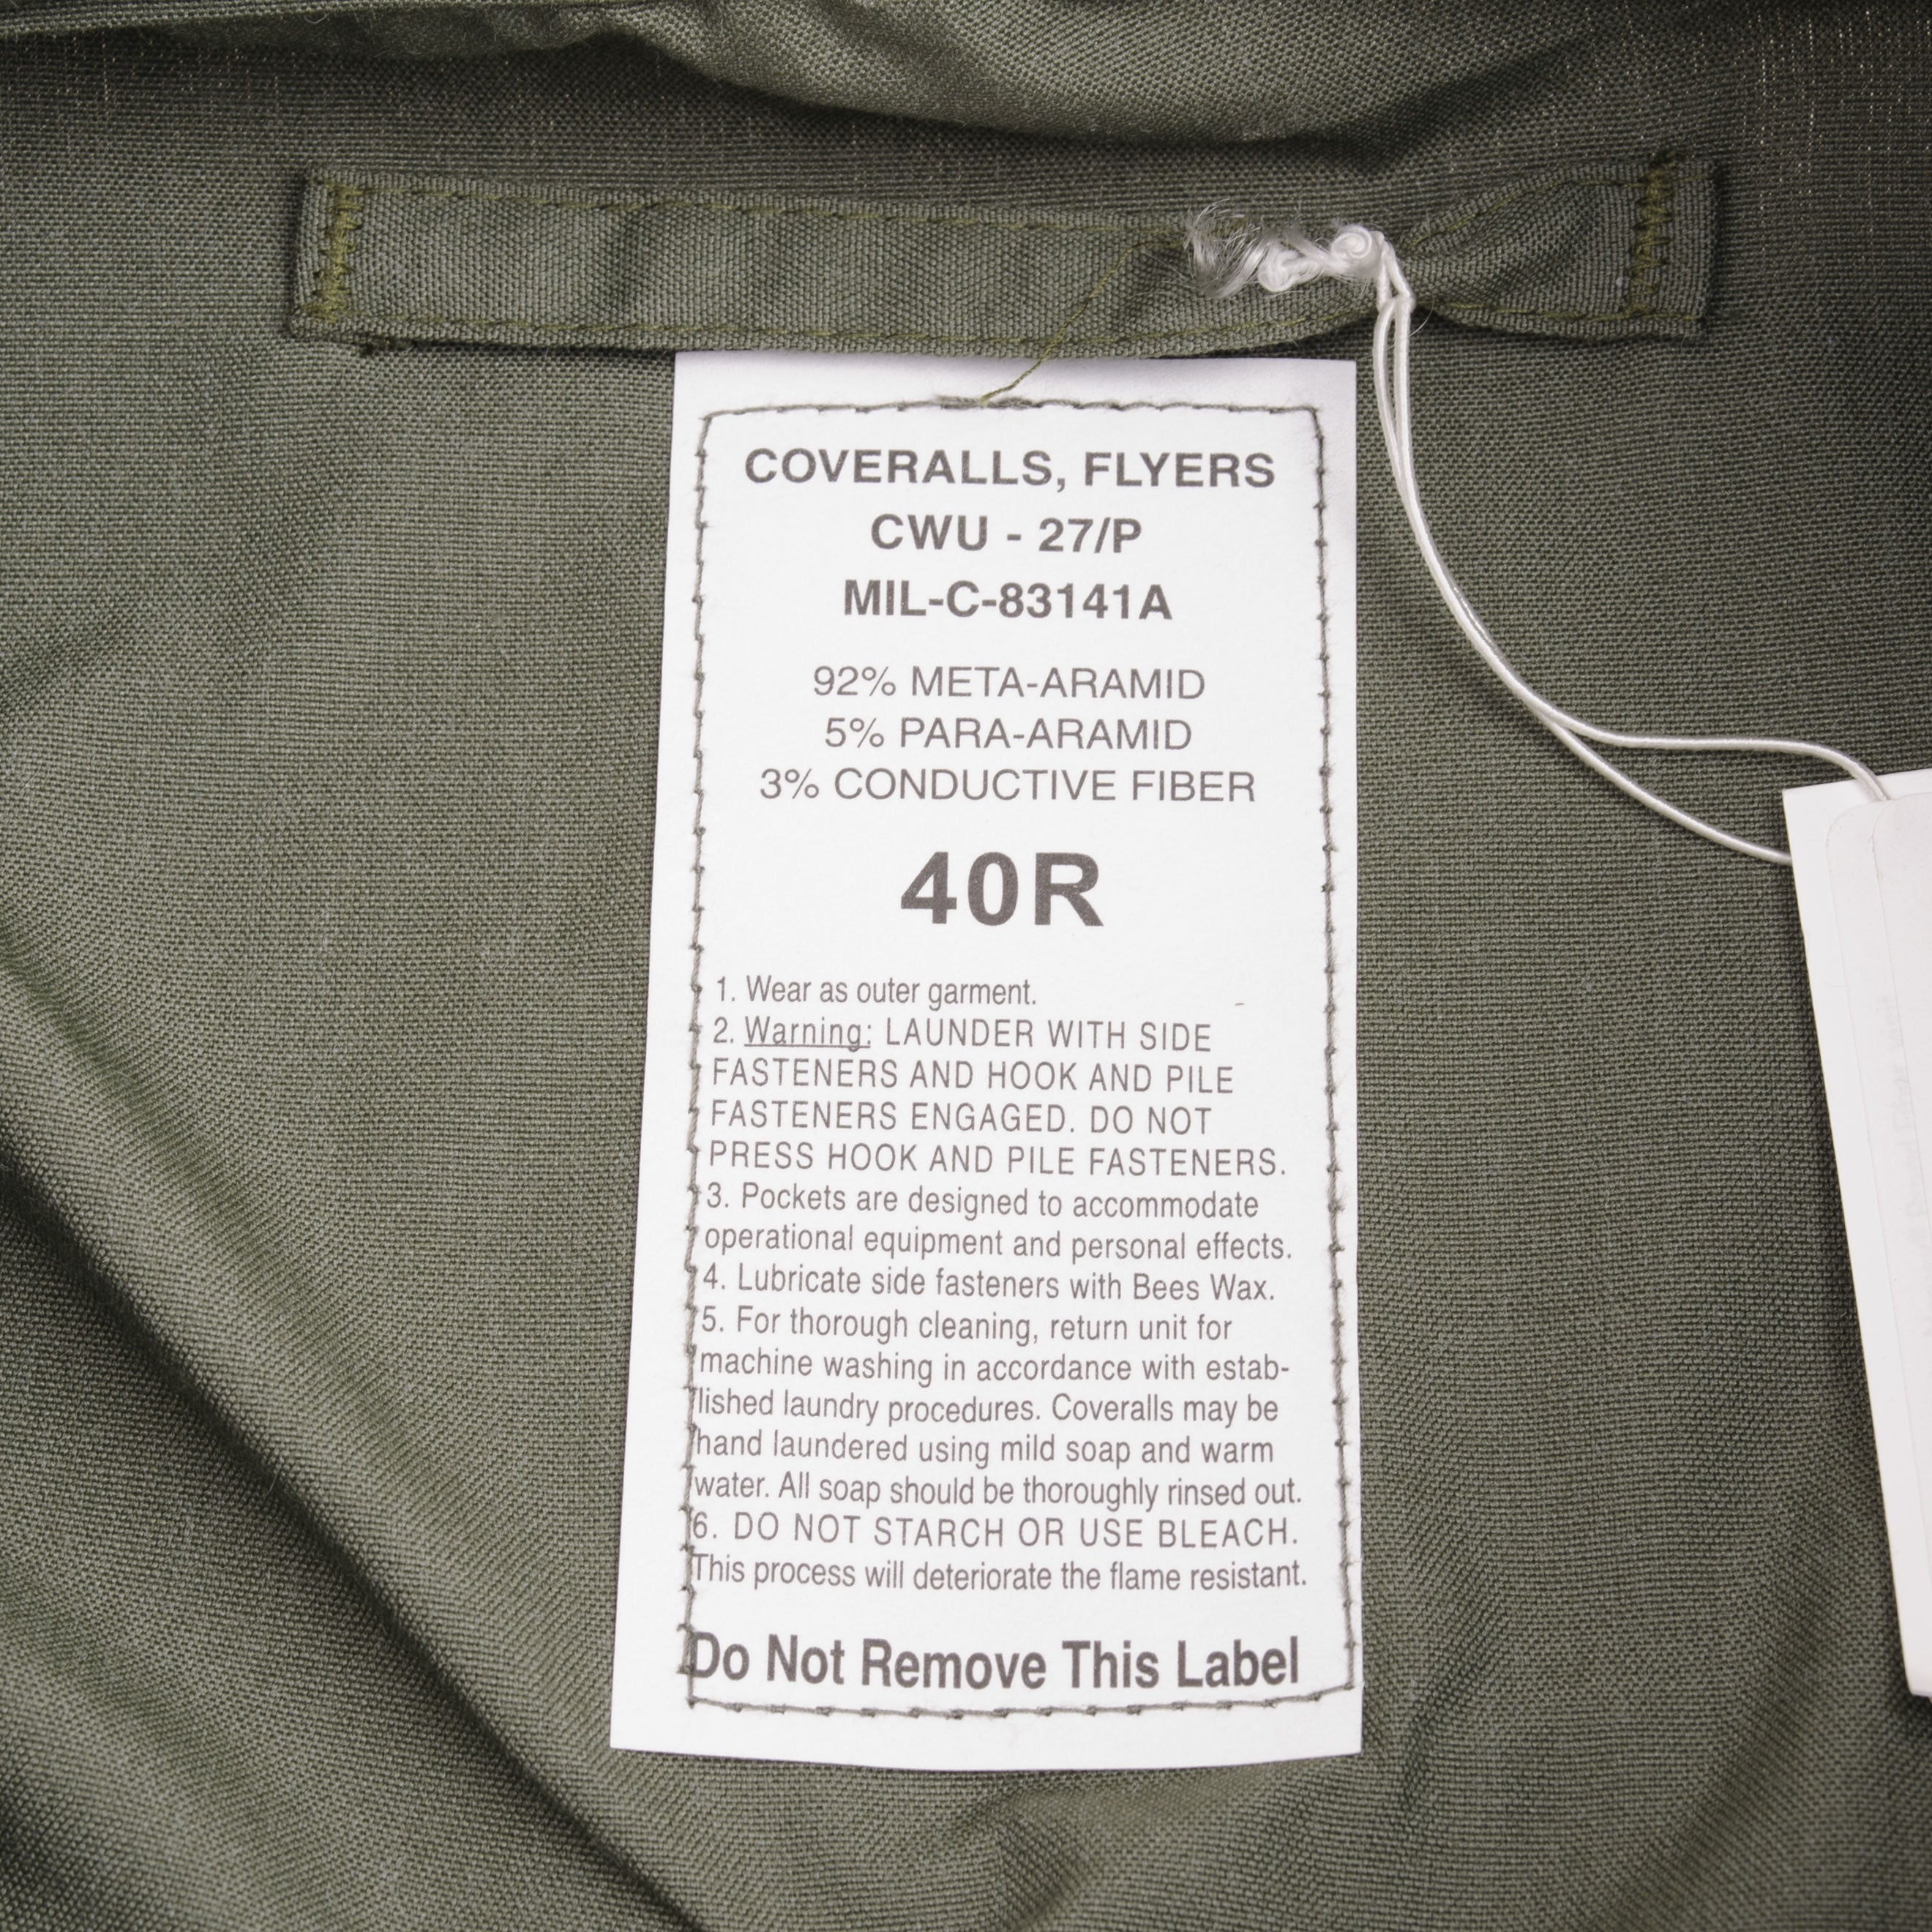 COVERALLS, FLYERS
CWU - 27/P
MIL-C-83141A
92% META-ARAMID
5% PARA-ARAMID
3% CONDUCTIVE FIBER
40R
1. Wear as outer garment.
2. Warning: LAUNDER WITH SIDE
FASTENERS AND HOOK AND PILE
FASTENERS ENGAGED. DO NOT
PRESS HOOK AND PILE FASTENERS.
3. Pockets are designed to accommodate
operational equipment and personal effects.
4. Lubricate side fasteners with Bees Wax.
5. For thorough cleaning, return unit for
machine washing in accordance with estab-
lished laundry procedures. Coveralls may be
hand laundered using mild soap and warm
water. All soap should be thoroughly rinsed out.
6. DO NOT STARCH OR USE BLEACH.
This process will deteriorate the flame resistant.
Do Not Remove This Label